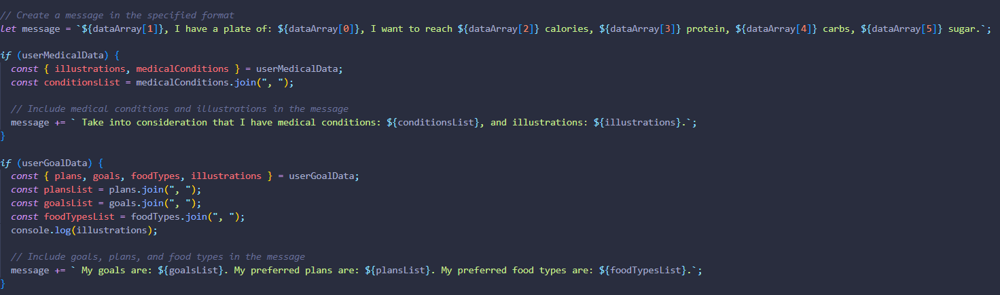 // Create a message in the specified format
let message = `${dataArray[1]}, I have a plate of: ${dataArray[0]}, I want to reach ${dataArray[2]} calories, ${dataArray[3]} protein, ${dataArray[4]} carbs, ${dataArray[5]} sugar.`;

if (userMedicalData) {
  const { illustrations, medicalConditions } = userMedicalData;
  const conditionsList = medicalConditions.join(", ");

  // Include medical conditions and illustrations in the message
  message += ` Take into consideration that I have medical conditions: ${conditionsList}, and illustrations: ${illustrations}.`;
}

if (userGoalData) {
  const { plans, goals, foodTypes, illustrations } = userGoalData;
  const plansList = plans.join(", ");
  const goalsList = goals.join(", ");
  const foodTypesList = foodTypes.join(", ");
  console.log(illustrations);

  // Include goals, plans, and food types in the message
  message += ` My goals are: ${goalsList}. My preferred plans are: ${plansList}. My preferred food types are: ${foodTypesList}.`;
}